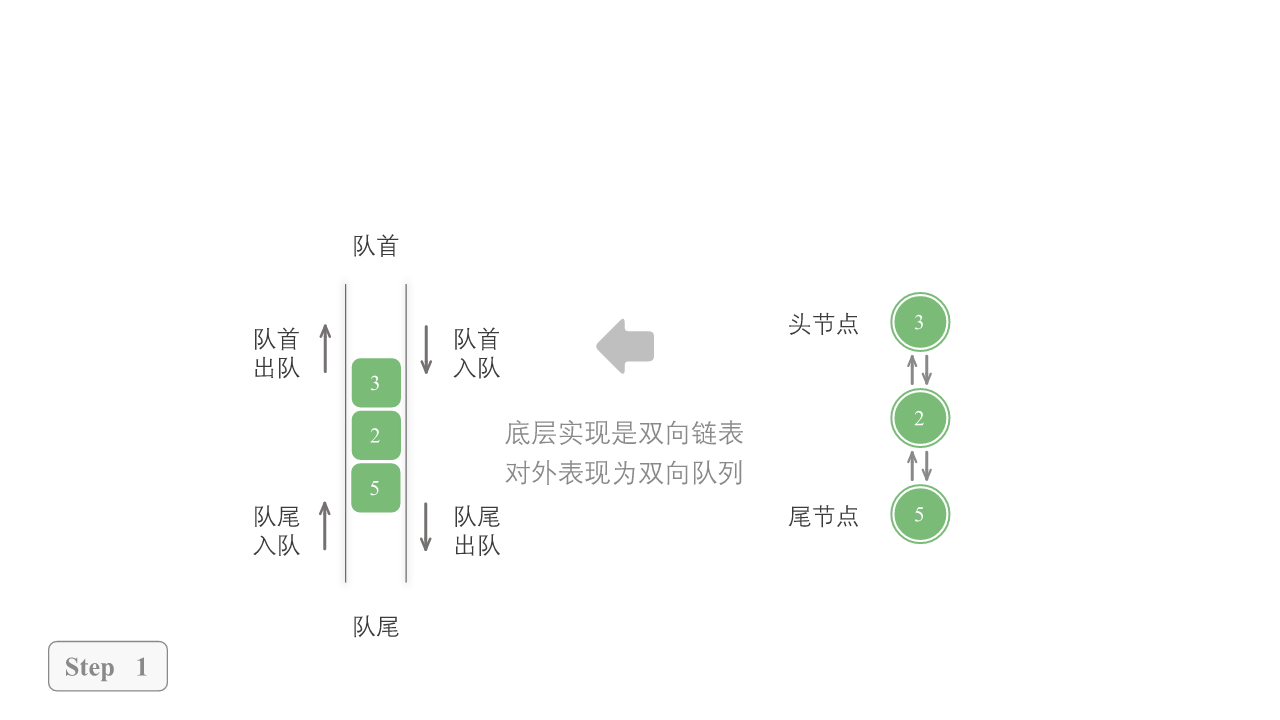 队首
队首
出队
队首
入队
3
2
5
队尾
入队
队尾
出队
队尾
底层实现是双向链表
对外表现为双向队列
头节点
3
2
尾节点
5
Step 1